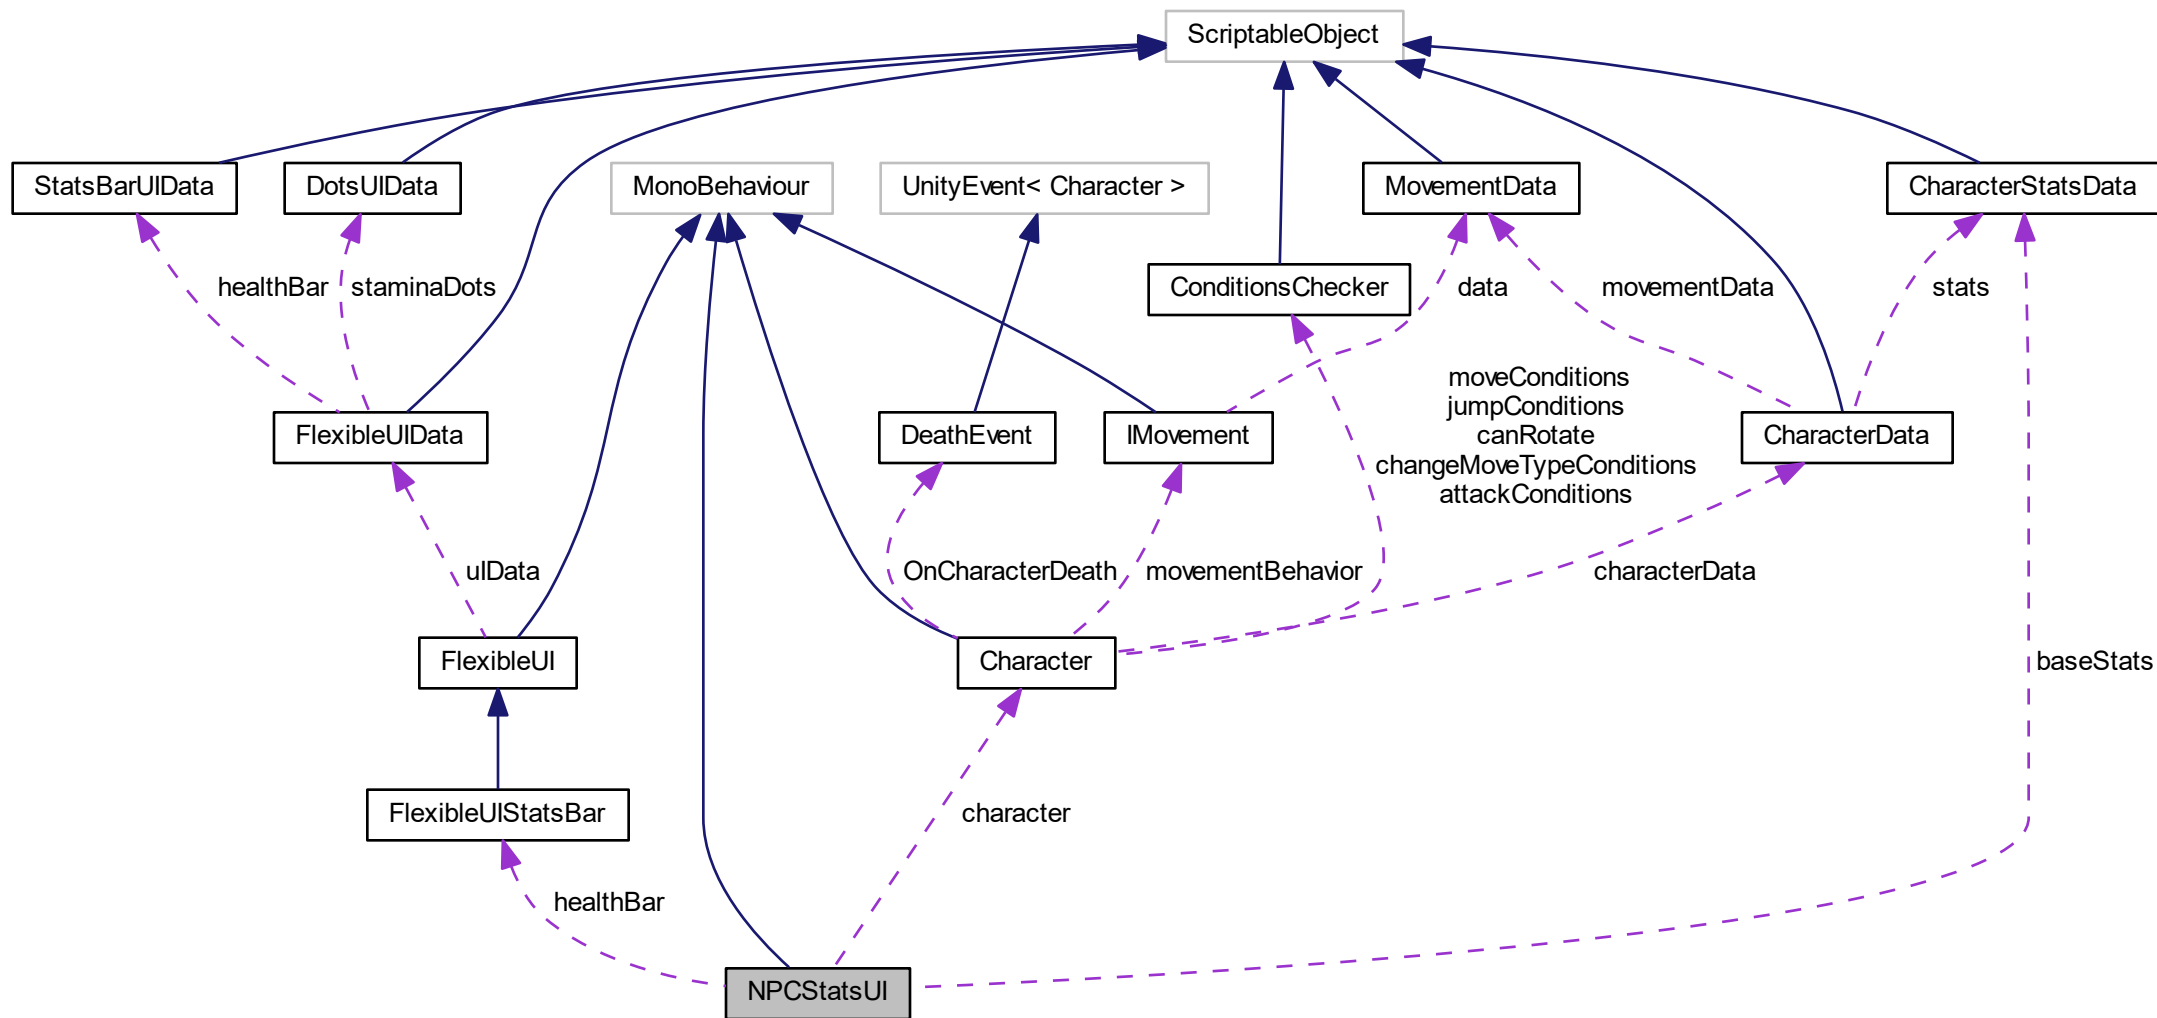 ScriptableObject
StatsBarUIData
DotsUIData
MonoBehaviour
UnityEvent< Character >
MovementData
CharacterStatsData
healthBar
staminaDots
ConditionsChecker
data
movementData
stats
moveConditions
jumpConditions
canRotate
changeMoveTypeConditions
attackConditions
FlexibleUIData
DeathEvent
IMovement
CharacterData
uIData
OnCharacterDeath
movementBehavior
characterData
FlexibleUI
Character
baseStats
FlexibleUIStatsBar
character
healthBar
NPCStatsUI